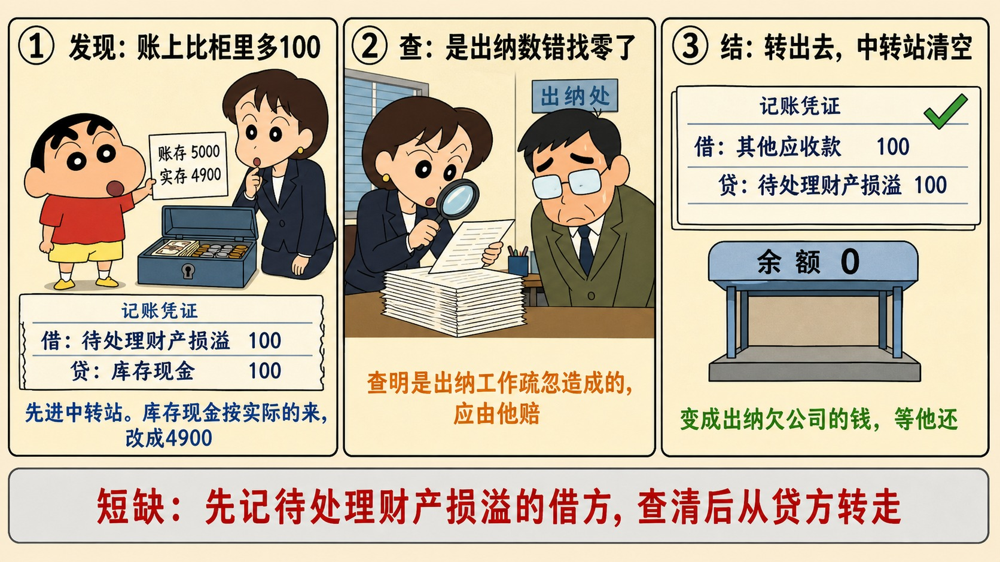 ① 发现：账上比柜里多100
账存 5000
实存 4900
记账凭证
借：待处理财产损溢 100
贷：库存现金 100
先进中转站。库存现金按实际的来，
改成4900
② 查：是出纳数错找零了
出纳处
查明是出纳工作疏忽造成的，
应由他赔
③ 结：转出去，中转站清空
记账凭证
借：其他应收款 100
贷：待处理财产损溢 100
余额 0
变成出纳欠公司的钱，等他还
短缺：先记待处理财产损溢的借方，查清后从贷方转走